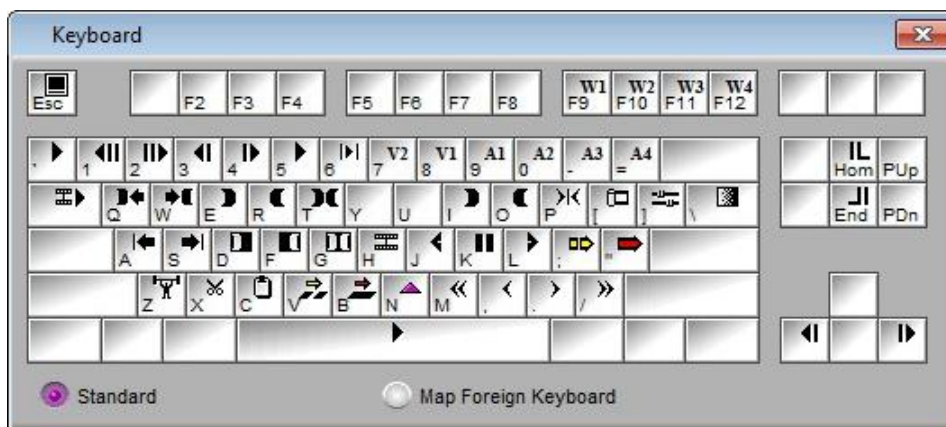 Keyboard
W1 W2 W3 W4
Esc F2 F3 F4 F5 F6 F7 F8 F9 F10 F11 F12
V2 V1 A1 A2 A3 A4
` 1 2 3 4 5 6 7 8 9 0 - = Hom PUp
Q W E R T Y U I O P [ ] \ End PDn
A S D F G H J K L ; "
Z X C V B N M , . /
Standard Map Foreign Keyboard